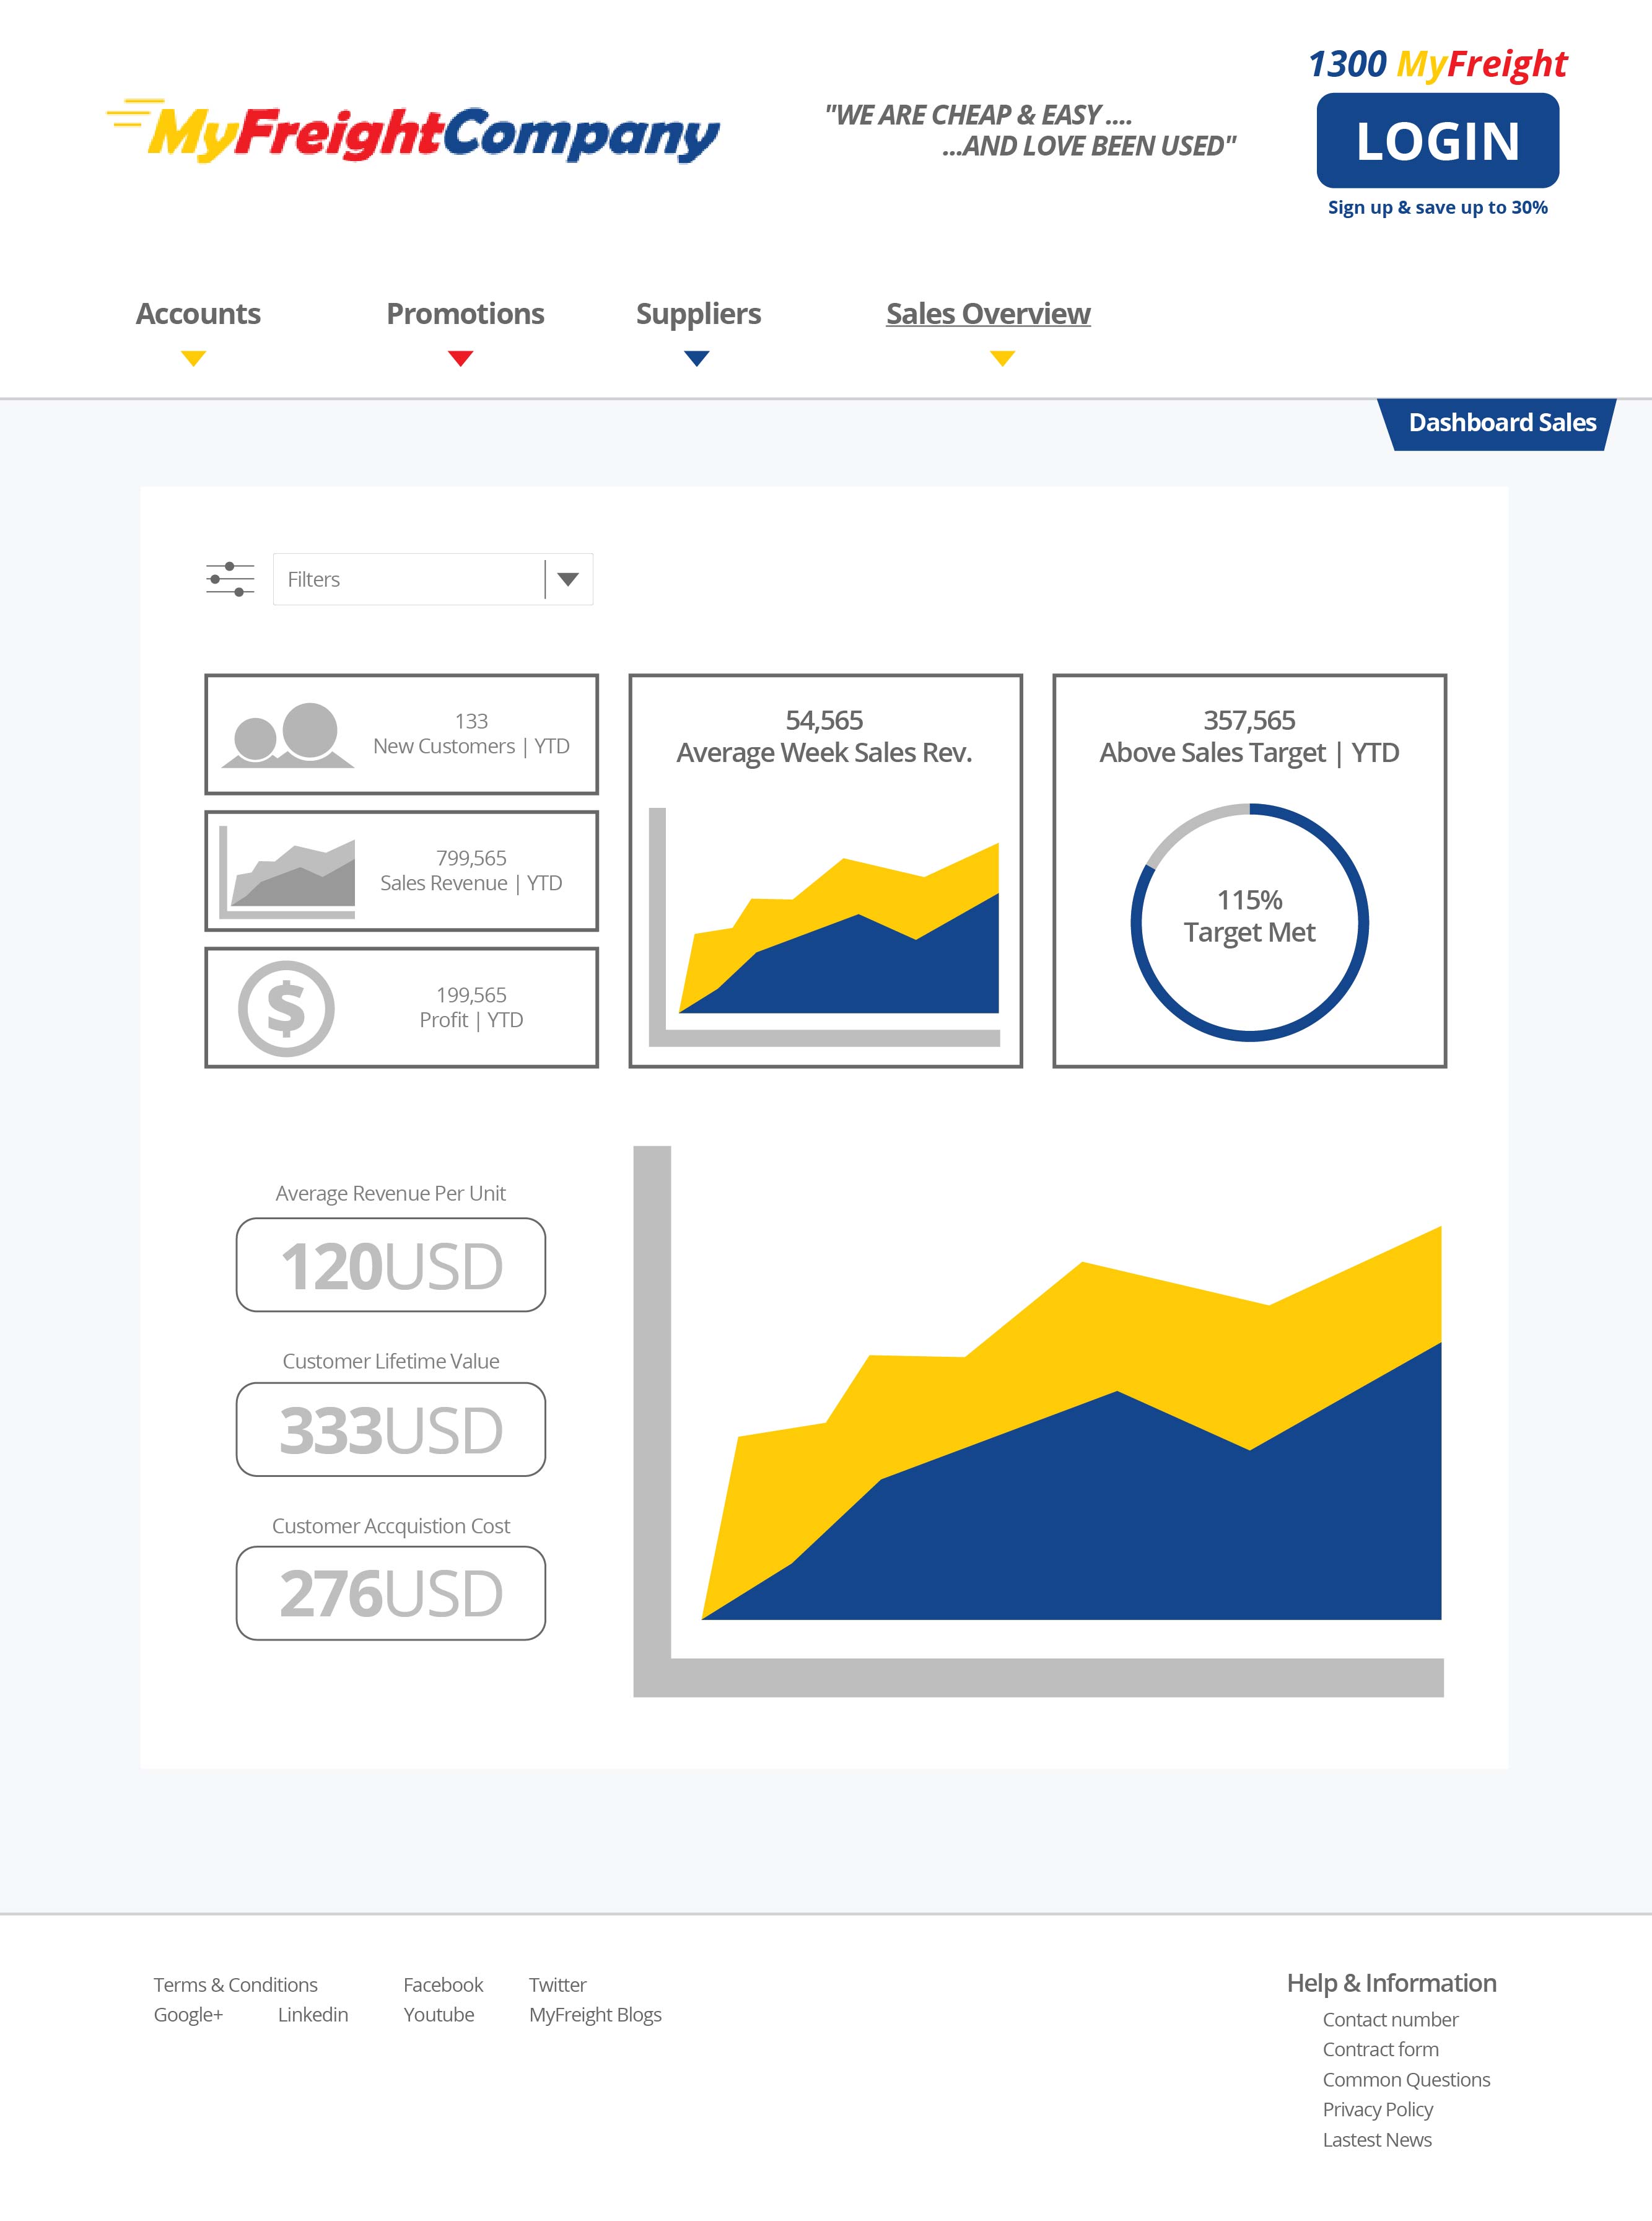 1300 MyFreight
MyFreightCompany
"WE ARE CHEAP & EASY ....
...AND LOVE BEEN USED"
LOGIN
Sign up & save up to 30%
Accounts
Promotions
Suppliers
Sales Overview
Dashboard Sales
Filters
133
New Customers | YTD
799,565
Sales Revenue | YTD
$
199,565
Profit | YTD
54,565
Average Week Sales Rev.
357,565
Above Sales Target | YTD
115%
Target Met
Average Revenue Per Unit
120USD
Customer Lifetime Value
333USD
Customer Accquistion Cost
276USD
Terms & Conditions
Facebook
Twitter
Google+
Linkedin
Youtube
MyFreight Blogs
Help & Information
Contact number
Contract form
Common Questions
Privacy Policy
Lastest News